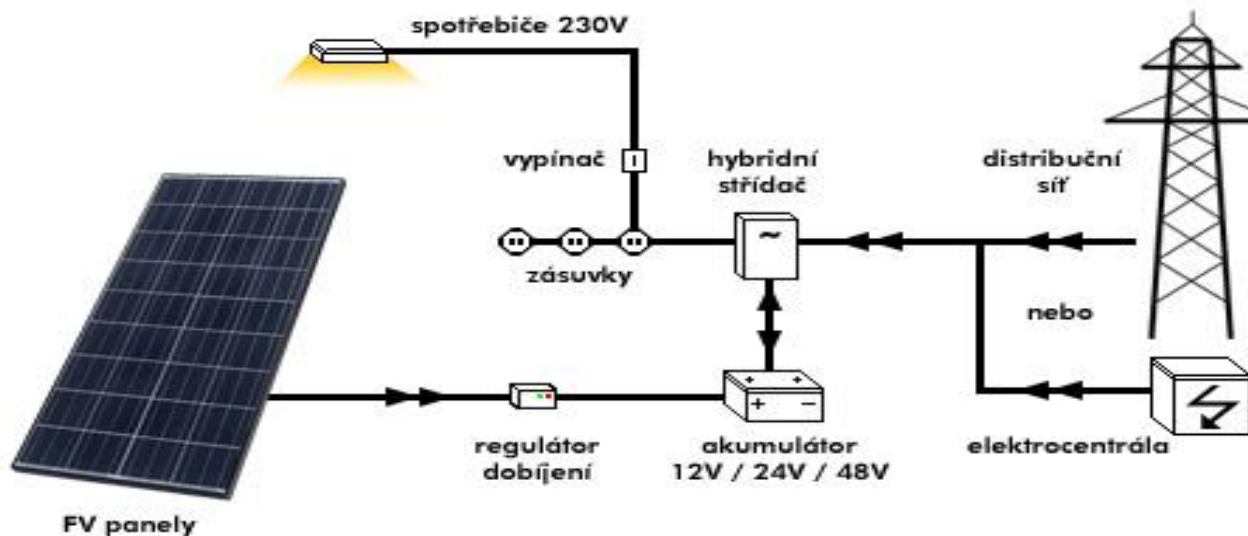 spotřebiče 230V
vypínač
hybridní
střídač
distribuční
síť
zásuvky
nebo
regulátor
dobíjení
akumulátor
12V / 24V / 48V
elektrocentrála
FV panely